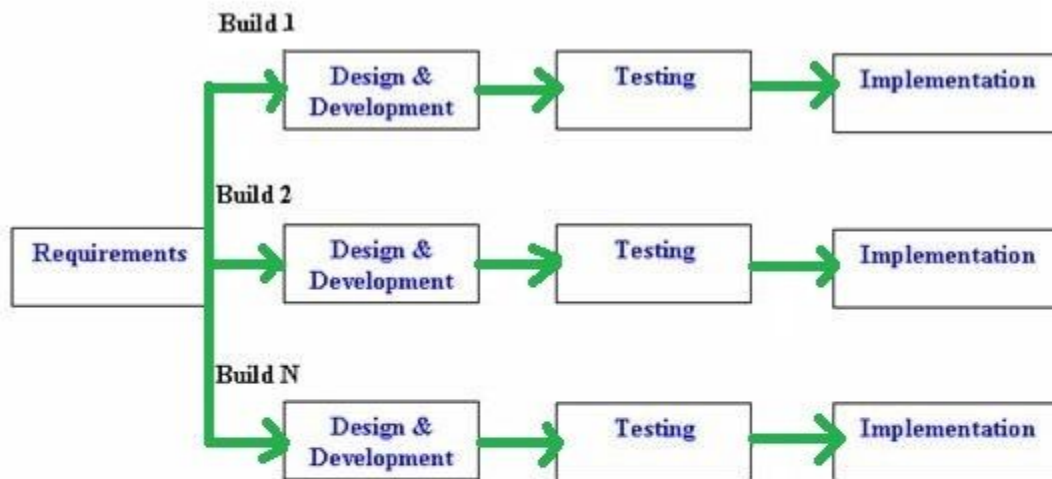 Build 1
Design &
Development
Testing
Implementation
Build 2
Requirements
Design &
Development
Testing
Implementation
Build N
Design &
Development
Testing
Implementation